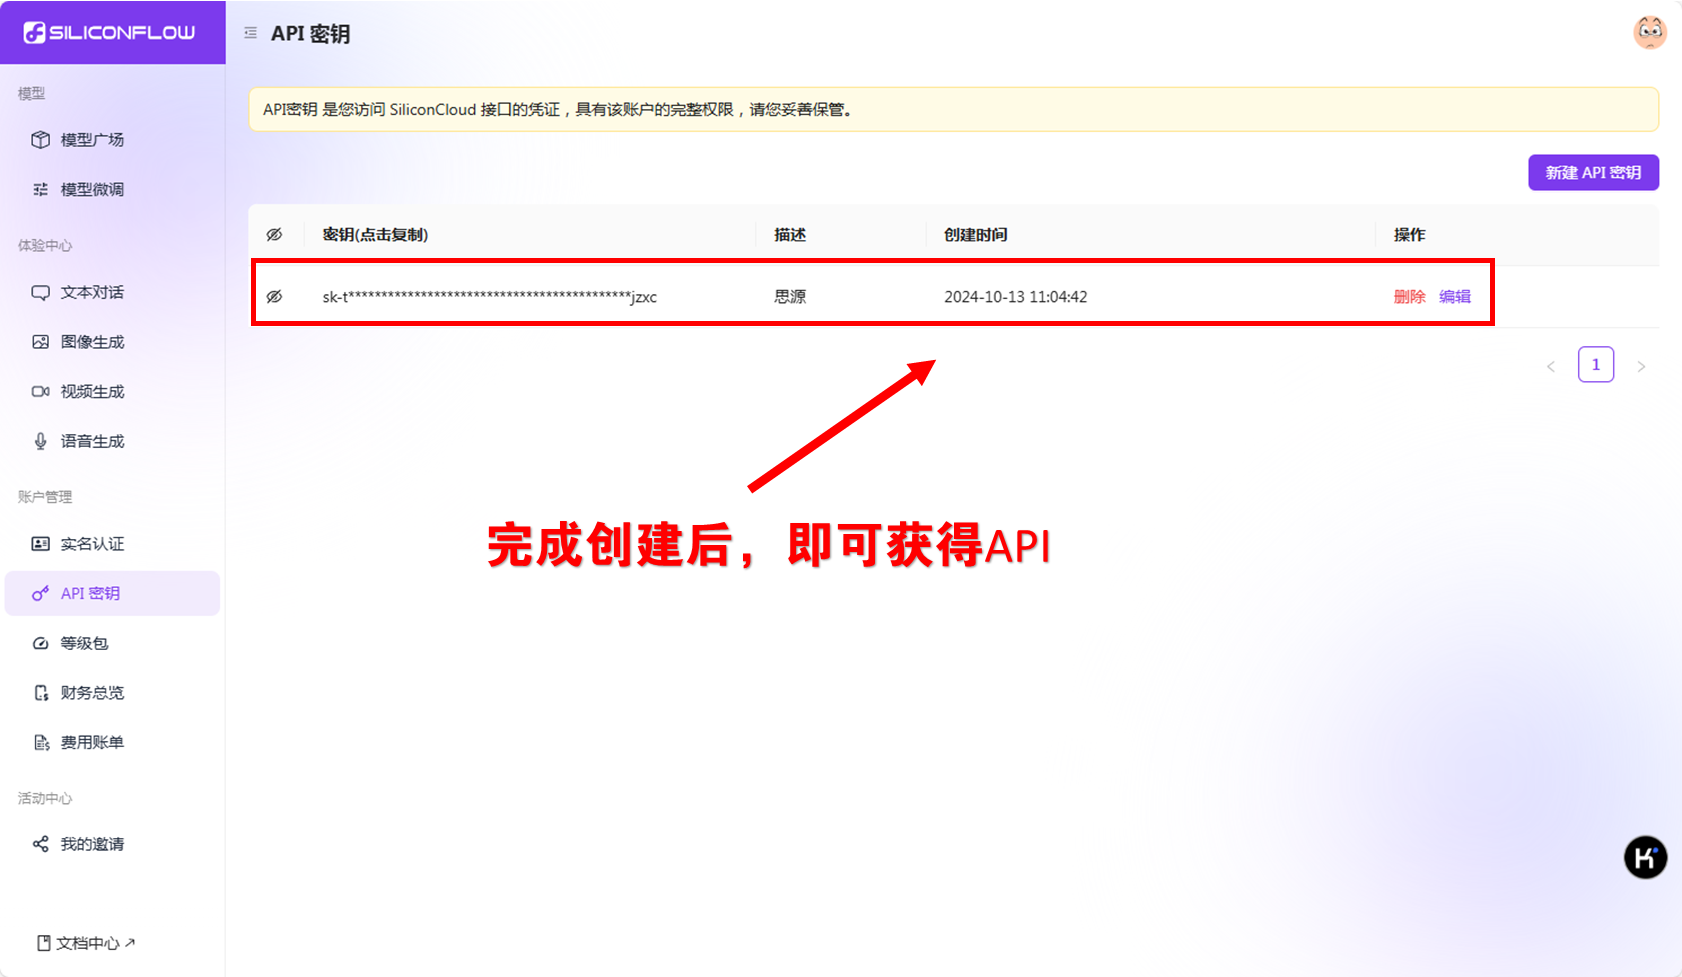 SILICONFLOW
API 密钥
模型
模型广场
模型微调
体验中心
文本对话
图像生成
视频生成
语音生成
账户管理
实名认证
API 密钥
等级包
财务总览
费用账单
活动中心
我的邀请
文档中心
API密钥 是您访问 SiliconCloud 接口的凭证，具有该账户的完整权限，请您妥善保管。
新建 API 密钥
密钥(点击复制) 描述 创建时间 操作
sk-t*******************************************jzxc 思源 2024-10-13 11:04:42 删除 编辑
< 1 >
完成创建后，即可获得API
K